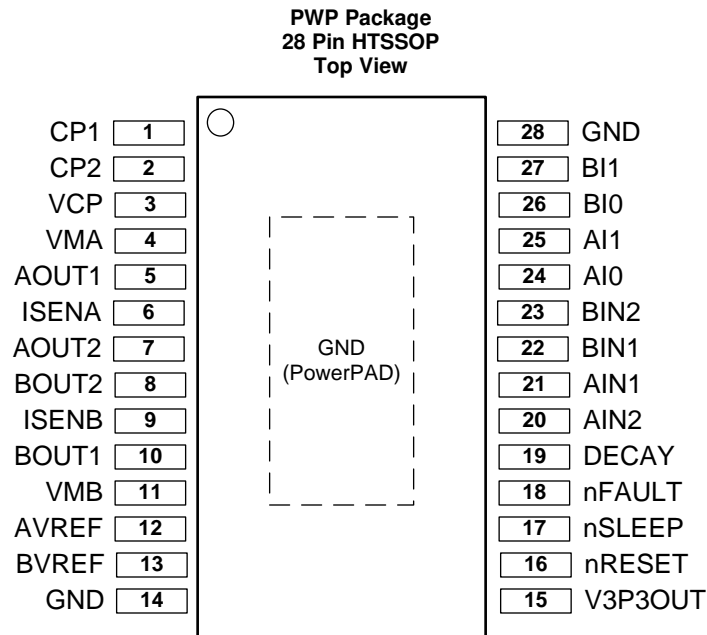 PWP Package
28 Pin HTSSOP
Top View
CP1 1 28 GND
CP2 2 27 BI1
VCP 3 26 BI0
VMA 4 25 AI1
AOUT1 5 24 AI0
ISENA 6 23 BIN2
AOUT2 7 22 BIN1
BOUT2 8 21 AIN1
ISENB 9 20 AIN2
BOUT1 10 19 DECAY
VMB 11 18 nFAULT
AVREF 12 17 nSLEEP
BVREF 13 16 nRESET
GND 14 15 V3P3OUT
GND
(PowerPAD)